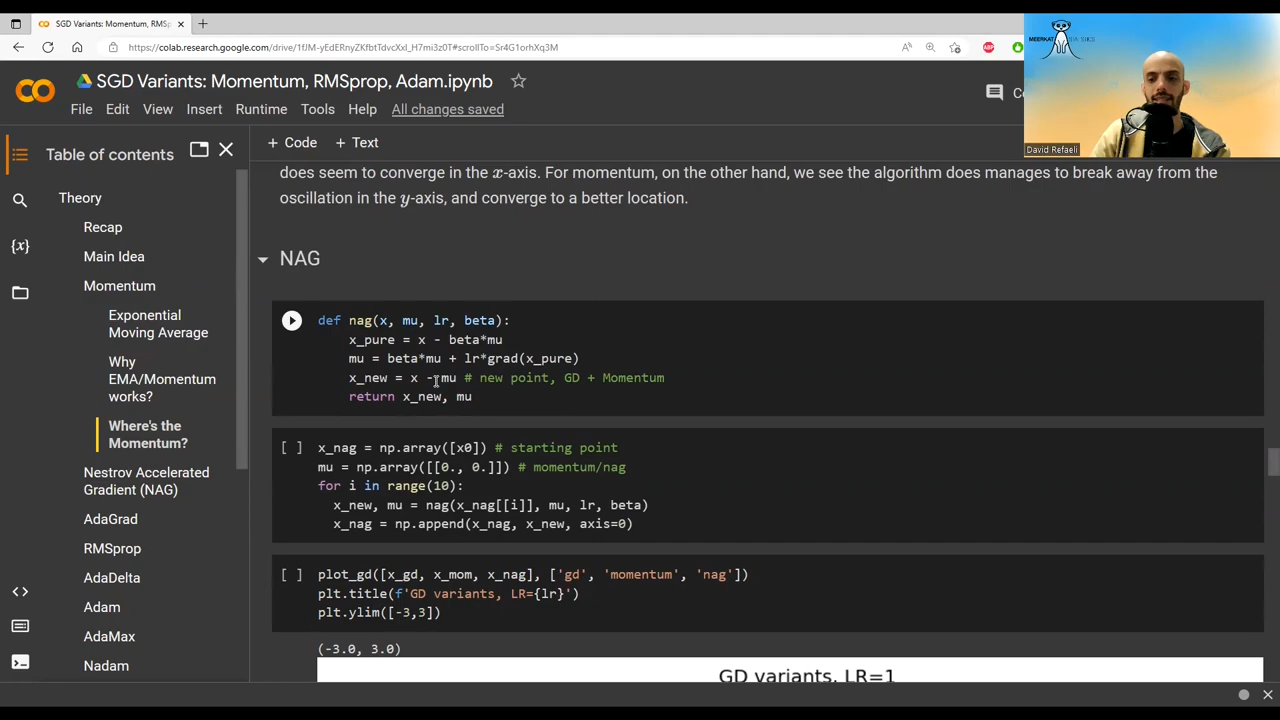 SGD Variants: Momentum, RMSp
https://colab.research.google.com/drive/1fJM-yEdERnyZKfbtTdvcXxl_H7mi3z0T#scrollTo=Sr4G1orhXq3M
MEERKAT
SGD Variants: Momentum, RMSprop, Adam.ipynb
File Edit View Insert Runtime Tools Help All changes saved
David Refaeli
+ Code + Text
Table of contents
Theory
Recap
Main Idea
Momentum
Exponential
Moving Average
Why
EMA/Momentum
works?
Where's the
Momentum?
Nestrov Accelerated
Gradient (NAG)
AdaGrad
RMSprop
AdaDelta
Adam
AdaMax
Nadam
does seem to converge in the x-axis. For momentum, on the other hand, we see the algorithm does manages to break away from the
oscillation in the y-axis, and converge to a better location.
NAG
def nag(x, mu, lr, beta):
x_pure = x - beta*mu
mu = beta*mu + lr*grad(x_pure)
x_new = x - mu # new point, GD + Momentum
return x_new, mu
[ ] x_nag = np.array([x0]) # starting point
mu = np.array([[0., 0.]]) # momentum/nag
for i in range(10):
x_new, mu = nag(x_nag[[i]], mu, lr, beta)
x_nag = np.append(x_nag, x_new, axis=0)
[ ] plot_gd([x_gd, x_mom, x_nag], ['gd', 'momentum', 'nag'])
plt.title(f'GD variants, LR={lr}')
plt.ylim([-3,3])
(-3.0, 3.0)
GD variants, LR=1